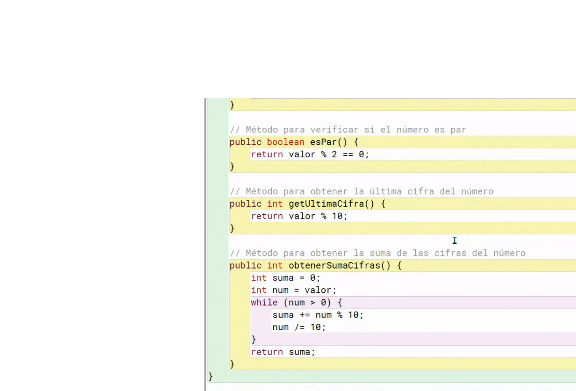 }
// Método para verificar si el número es par
public boolean esPar() {
return valor % 2 == 0;
}
// Método para obtener la última cifra del número
public int getUltimaCifra() {
return valor % 10;
}
// Método para obtener la suma de las cifras del número
public int obtenerSumaCifras() {
int suma = 0;
int num = valor;
while (num > 0) {
suma += num % 10;
num /= 10;
}
return suma;
}
}